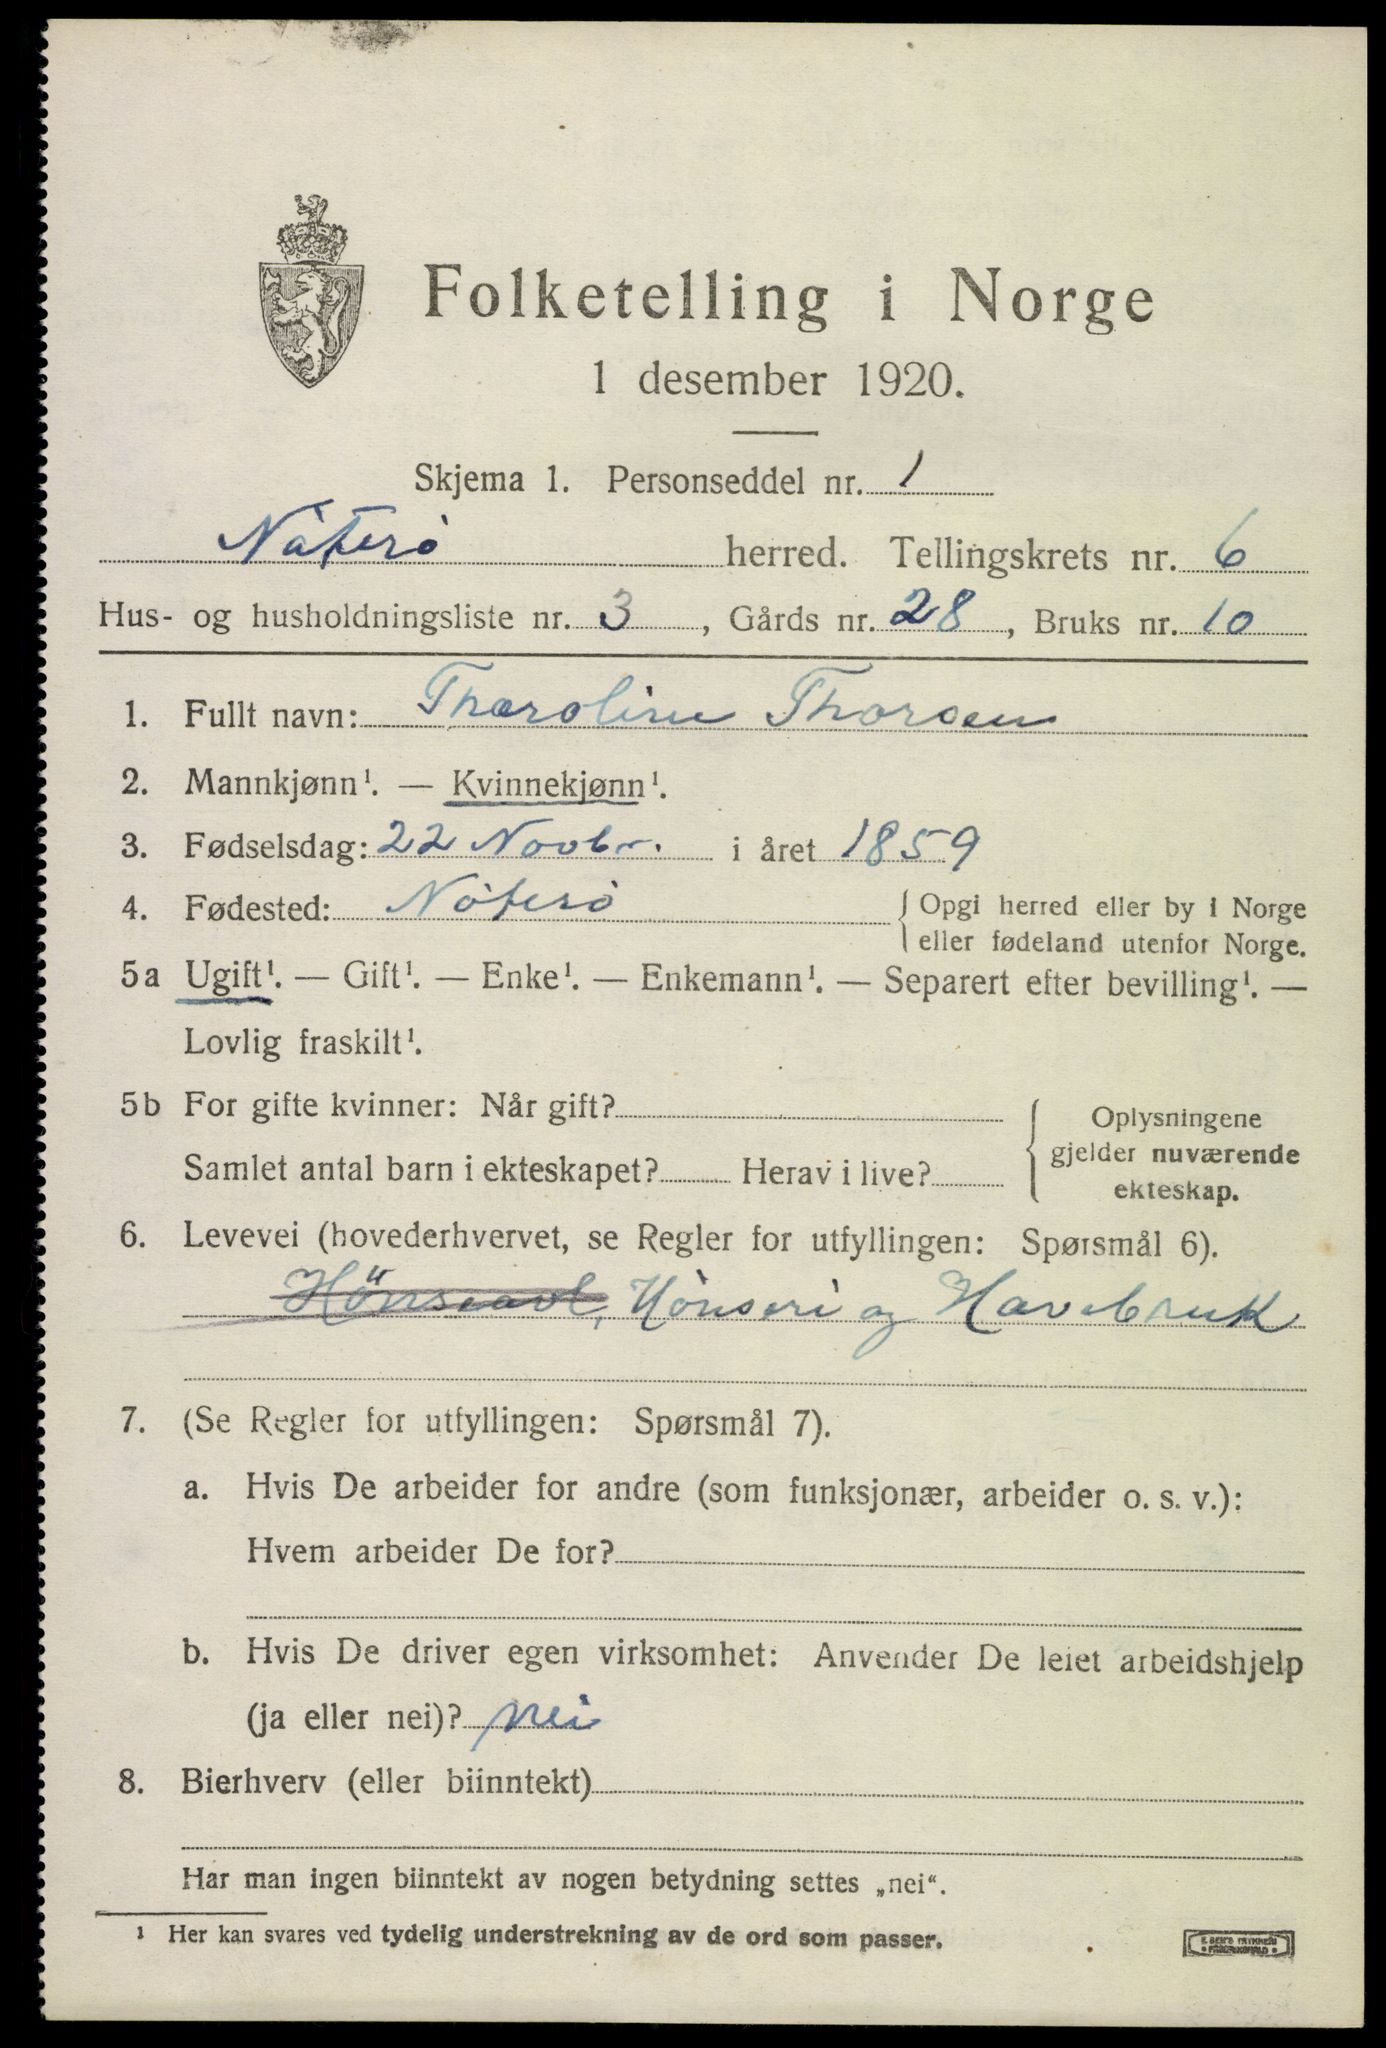 Folketelling i Norge
1 desember 1920.
Skjema 1. Personseddel nr. 1
Nøterø herred. Tellingskrets nr. 6
Hus- og husholdningsliste nr. 3, Gårds nr. 28, Bruks nr. 10
1. Fullt navn: Tharoline Thorsen
2. Mannkjønn¹. — Kvinnekjønn¹.
3. Fødselsdag: 22 Novbr. i året 1859
4. Fødested: Nøterø { Opgi herred eller by i Norge
eller fødeland utenfor Norge.
5a Ugift¹. — Gift¹. — Enke¹. — Enkemann¹. — Separert efter bevilling¹. —
Lovlig fraskilt¹.
5b For gifte kvinner: Når gift? { Oplysningene
gjelder nuværende
Samlet antal barn i ekteskapet? Herav i live?
ekteskap.
6. Levevei (hovederhvervet, se Regler for utfyllingen: Spørsmål 6).
Hönseavl, Hönseri og Havebruk
7. (Se Regler for utfyllingen: Spørsmål 7).
a. Hvis De arbeider for andre (som funksjonær, arbeider o. s. v.):
Hvem arbeider De for?
b. Hvis De driver egen virksomhet: Anvender De leiet arbeidshjelp
(ja eller nei)? nei
8. Bierhverv (eller biinntekt)
Har man ingen biinntekt av nogen betydning settes „nei“.
¹ Her kan svares ved tydelig understrekning av de ord som passer.